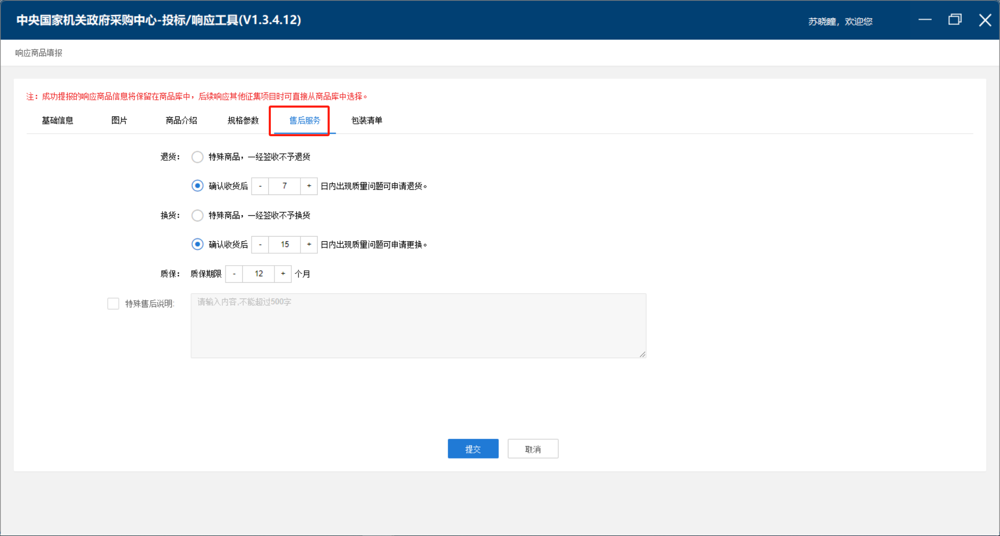 中央国家机关政府采购中心-投标/响应工具(V1.3.4.12)
苏晓瞳，欢迎您
响应商品填报
注：成功提报的响应商品信息将保留在商品库中，后续响应其他征集项目时可直接从商品库中选择。
基础信息 图片 商品介绍 规格参数 售后服务 包装清单
退货： 特殊商品，一经签收不予退货
确认收货后 - 7 + 日内出现质量问题可申请退货。
换货： 特殊商品，一经签收不予换货
确认收货后 - 15 + 日内出现质量问题可申请更换。
质保： 质保期限 - 12 + 个月
特殊售后说明: 请输入内容,不能超过500字
提交 取消